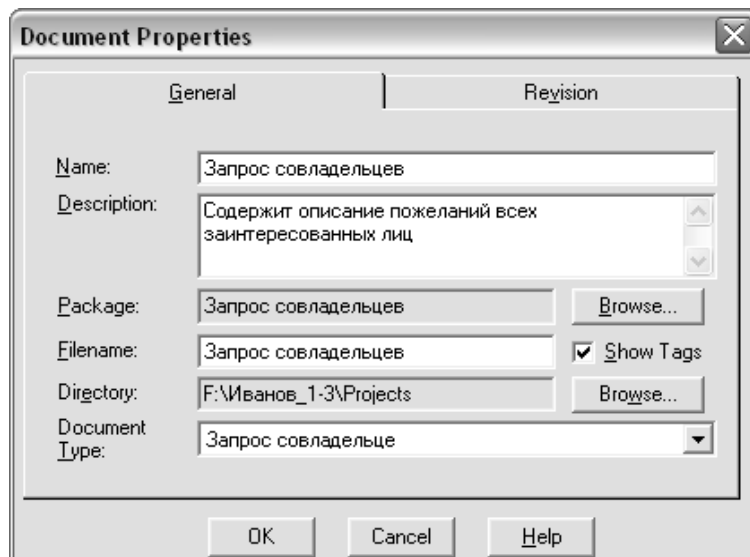 Document Properties
General Revision
Name: Запрос совладельцев
Description: Содержит описание пожеланий всех
заинтересованных лиц
Package: Запрос совладельцев Browse...
Filename: Запрос совладельцев Show Tags
Directory: F:\Иванов_1-3\Projects Browse...
Document
Type: Запрос совладельце
OK Cancel Help